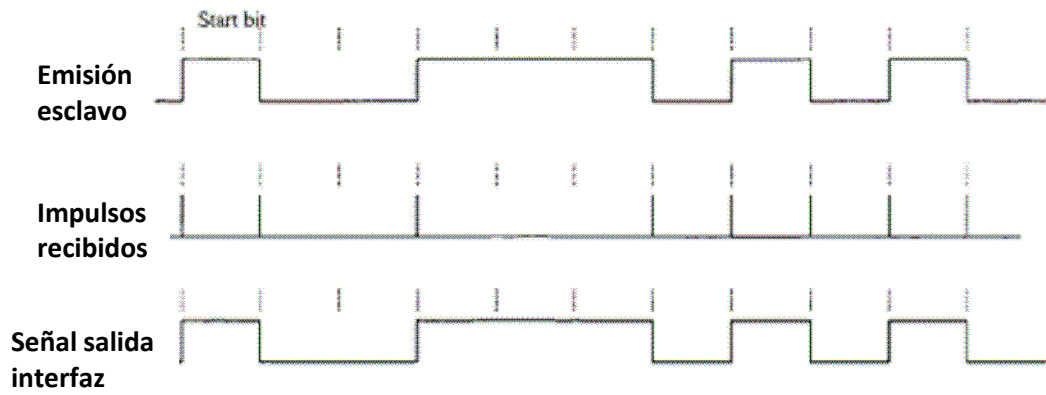 Start bit
Emisión
esclavo
Impulsos
recibidos
Señal salida
interfaz